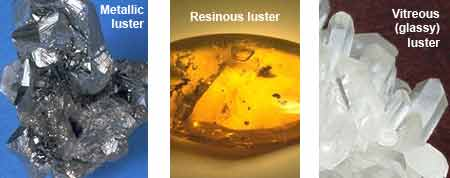 Metallic
luster
Resinous luster
Vitreous
(glassy)
luster